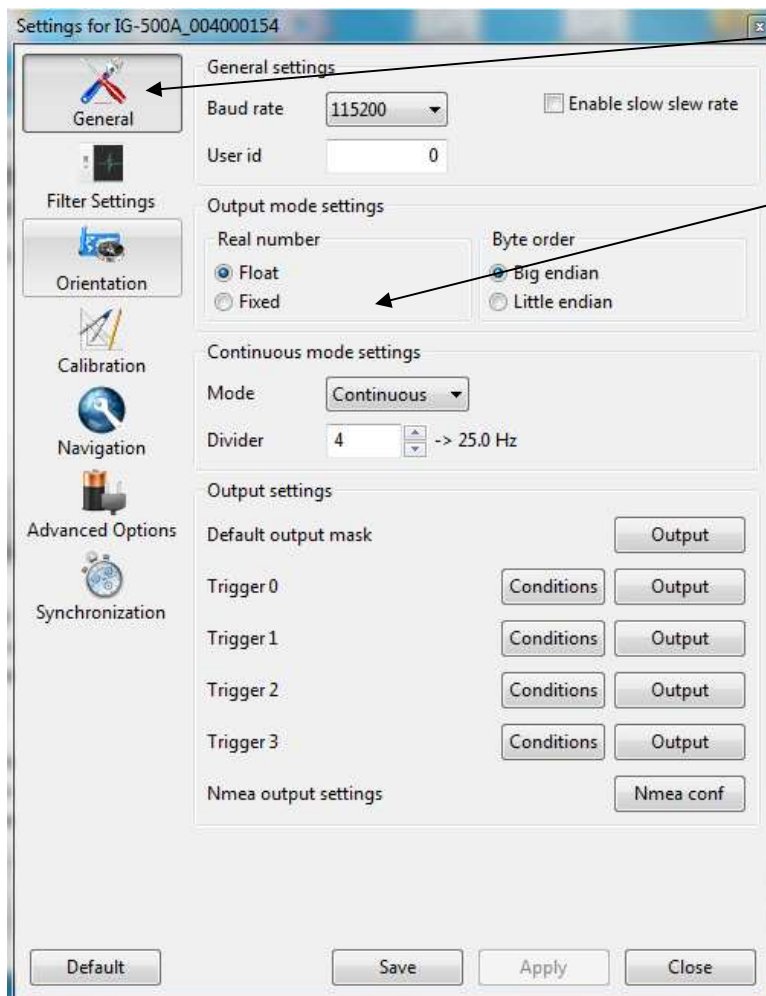 Settings for IG-500A_004000154
General
Filter Settings
Orientation
Calibration
Navigation
Advanced Options
Synchronization
General settings
Baud rate 115200 Enable slow slew rate
User id 0
Output mode settings
Real number
Float
Fixed
Byte order
Big endian
Little endian
Continuous mode settings
Mode Continuous
Divider 4 -> 25.0 Hz
Output settings
Default output mask Output
Trigger 0 Conditions Output
Trigger 1 Conditions Output
Trigger 2 Conditions Output
Trigger 3 Conditions Output
Nmea output settings Nmea conf
Default Save Apply Close